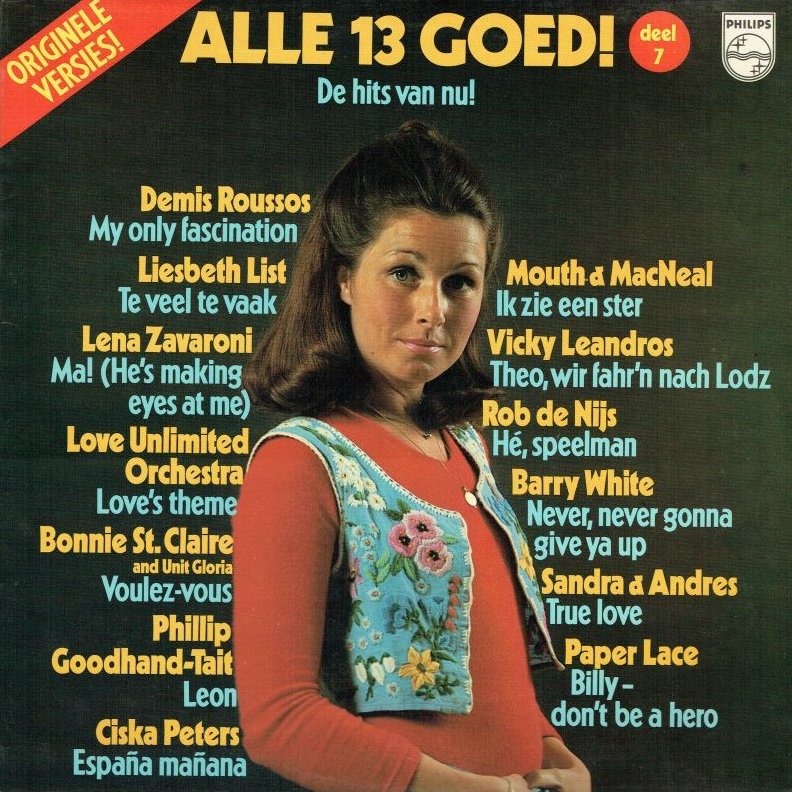 ORIGINELE
VERSIES!
ALLE 13 GOED!
deel
7
PHILIPS
De hits van nu!
Demis Roussos
My only fascination
Liesbeth List
Te veel te vaak
Lena Zavaroni
Ma! (He's making
eyes at me)
Love Unlimited
Orchestra
Love's theme
Bonnie St. Claire
and Unit Gloria
Voulez-vous
Phillip
Goodhand-Tait
Leon
Ciska Peters
España mañana
Mouth & MacNeal
Ik zie een ster
Vicky Leandros
Theo, wir fahr'n nach Lodz
Rob de Nijs
Hé, speelman
Barry White
Never, never gonna
give ya up
Sandra & Andres
True love
Paper Lace
Billy –
don't be a hero